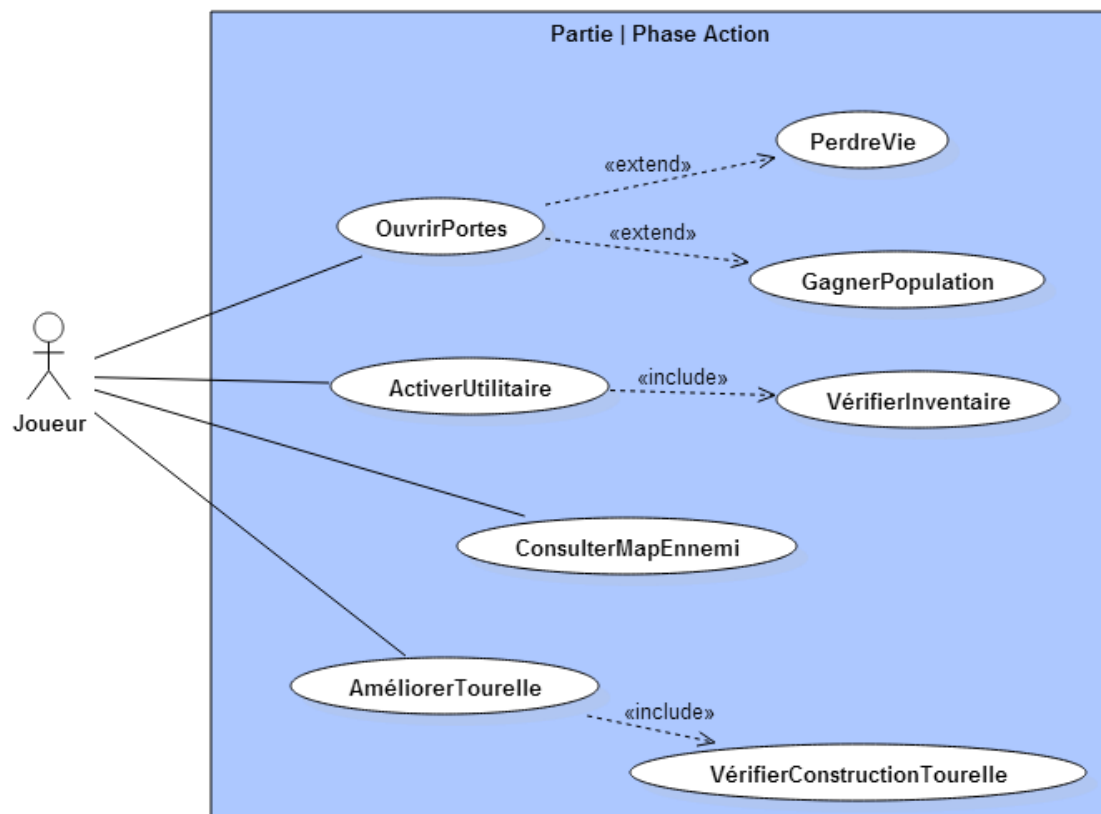 Partie | Phase Action
PerdreVie
«extend»
OuvrirPortes
«extend»
GagnerPopulation
Joueur
ActiverUtilitaire
«include»
VérifierInventaire
ConsulterMapEnnemi
AméliorerTourelle
«include»
VérifierConstructionTourelle